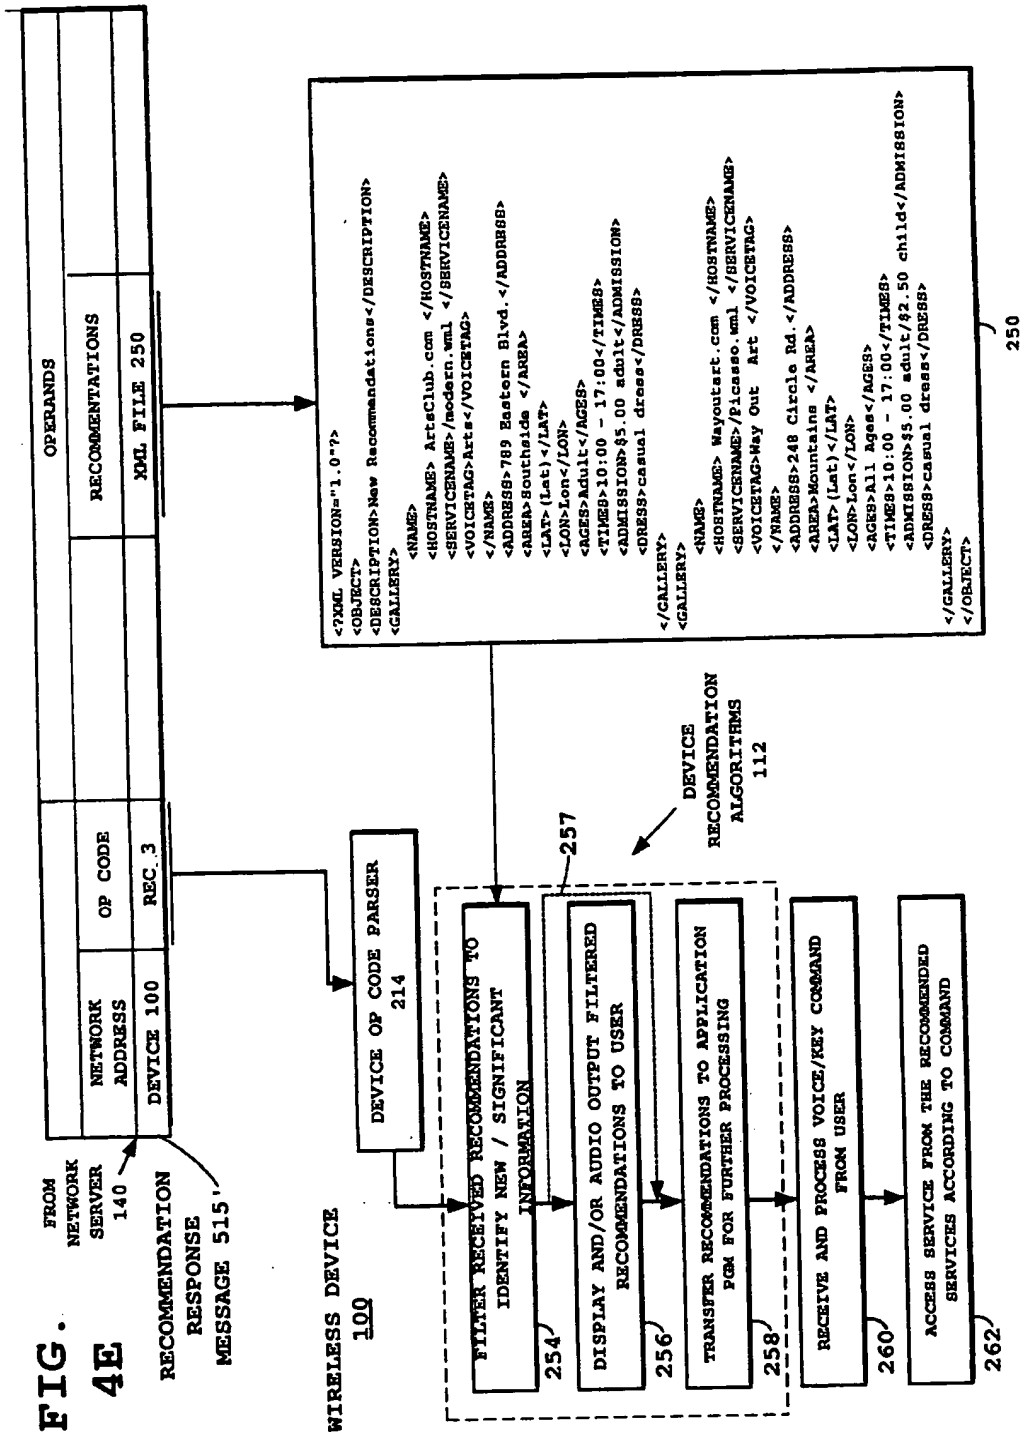 FIG.
4E
FROM
NETWORK
SERVER
140
RECOMMENDATION
RESPONSE
MESSAGE 515'
OPERANDS
NETWORK
ADDRESS
OP CODE
RECOMMENTATIONS
DEVICE 100
REC. 3
XML FILE 250
WIRELESS DEVICE
100
DEVICE OP CODE PARSER
214
FILTER RECEIVED RECOMMENDATIONS TO
IDENTIFY NEW / SIGNIFICANT
INFORMATION
254
257
DISPLAY AND/OR AUDIO OUTPUT FILTERED
RECOMMENDATIONS TO USER
256
TRANSFER RECOMMENDATIONS TO APPLICATION
PGM FOR FURTHER PROCESSING
258
RECEIVE AND PROCESS VOICE/KEY COMMAND
FROM USER
260
ACCESS SERVICE FROM THE RECOMMENDED
SERVICES ACCORDING TO COMMAND
262
DEVICE
RECOMMENDATION
ALGORITHMS
112
<?XML VERSION="1.0"?>
<OBJECT>
<DESCRIPTION>New Recommendations</DESCRIPTION>
<GALLERY>
<NAME>
<HOSTNAME> ArtsClub.com </HOSTNAME>
<SERVICENAME>/modern.wml </SERVICENAME>
<VOICETAG>Arts</VOICETAG>
</NAME>
<ADDRESS>789 Eastern Blvd.</ADDRESS>
<AREA>Southside </AREA>
<LAT>(Lat)</LAT>
<LON>Lon</LON>
<AGES>Adult</AGES>
<TIMES>10:00 - 17:00</TIMES>
<ADMISSION>$5.00 adult</ADMISSION>
<DRESS>casual dress</DRESS>
</GALLERY>
<GALLERY>
<NAME>
<HOSTNAME> Wayoutart.com </HOSTNAME>
<SERVICENAME>/Picasso.wml </SERVICENAME>
<VOICETAG>Way Out Art </VOICETAG>
</NAME>
<ADDRESS>248 Circle Rd.</ADDRESS>
<AREA>Mountains </AREA>
<LAT>(Lat)</LAT>
<LON>Lon</LON>
<AGES>All Ages</AGES>
<TIMES>10:00 - 17:00</TIMES>
<ADMISSION>$5.00 adult/$2.50 child</ADMISSION>
<DRESS>casual dress</DRESS>
</GALLERY>
</OBJECT>
250